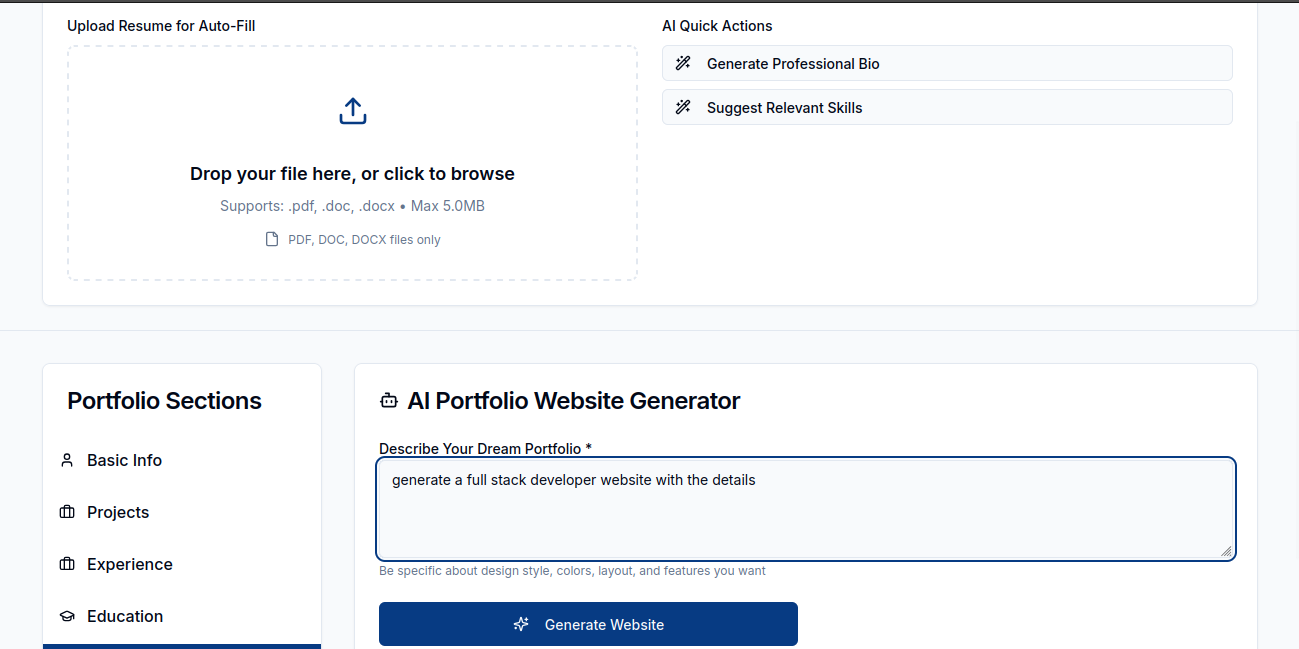 Upload Resume for Auto-Fill
Drop your file here, or click to browse
Supports: .pdf, .doc, .docx • Max 5.0MB
PDF, DOC, DOCX files only
AI Quick Actions
Generate Professional Bio
Suggest Relevant Skills
Portfolio Sections
Basic Info
Projects
Experience
Education
AI Portfolio Website Generator
Describe Your Dream Portfolio *
generate a full stack developer website with the details
Be specific about design style, colors, layout, and features you want
Generate Website